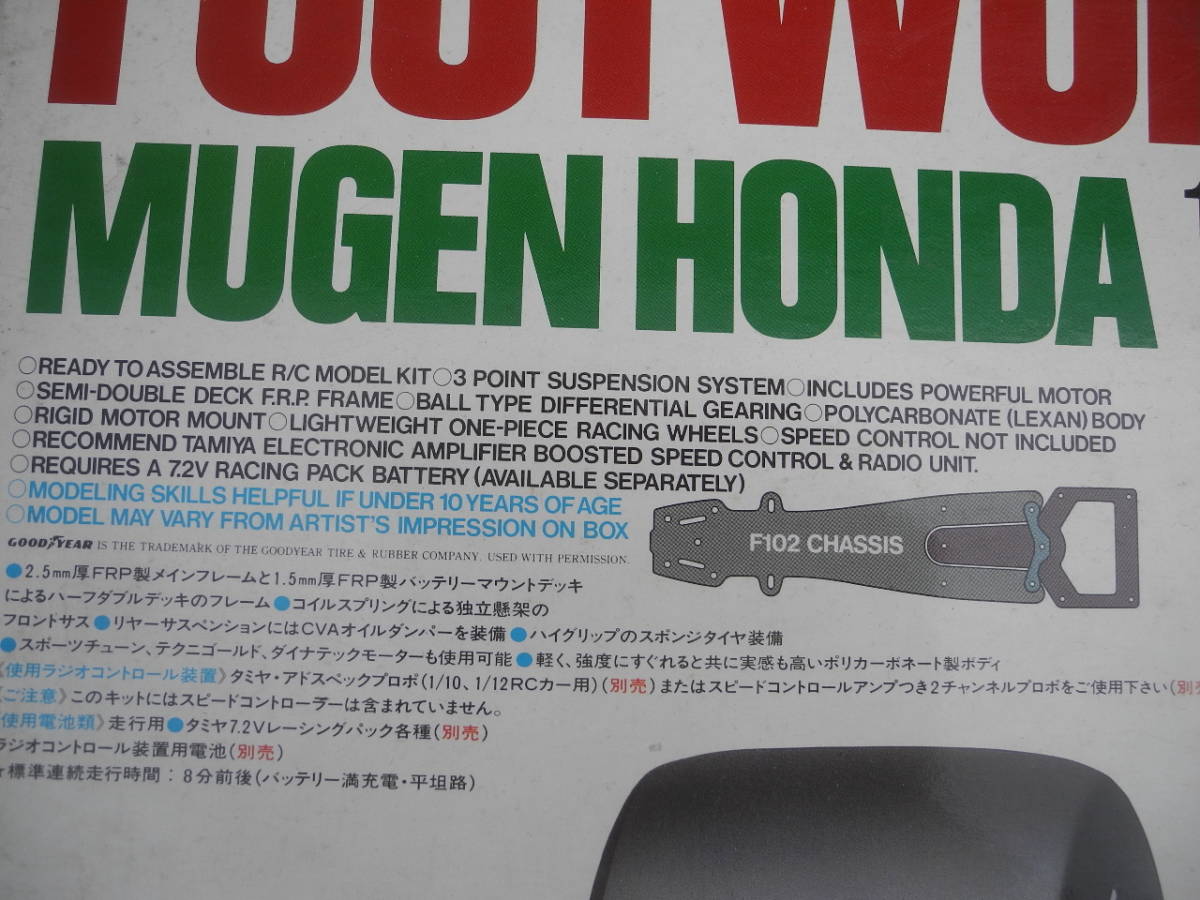 FOOTWO
MUGEN HONDA 1
○READY TO ASSEMBLE R/C MODEL KIT○3 POINT SUSPENSION SYSTEM○INCLUDES POWERFUL MOTOR
○SEMI-DOUBLE DECK F.R.P. FRAME○BALL TYPE DIFFERENTIAL GEARING○POLYCARBONATE (LEXAN) BODY
○RIGID MOTOR MOUNT○LIGHTWEIGHT ONE-PIECE RACING WHEELS○SPEED CONTROL NOT INCLUDED
○RECOMMEND TAMIYA ELECTRONIC AMPLIFIER BOOSTED SPEED CONTROL & RADIO UNIT.
○REQUIRES A 7.2V RACING PACK BATTERY (AVAILABLE SEPARATELY)
○MODELING SKILLS HELPFUL IF UNDER 10 YEARS OF AGE
○MODEL MAY VARY FROM ARTIST'S IMPRESSION ON BOX
GOODYEAR IS THE TRADEMARK OF THE GOODYEAR TIRE & RUBBER COMPANY. USED WITH PERMISSION.
F102 CHASSIS
●2.5mm厚FRP製メインフレームと1.5mm厚FRP製バッテリーマウントデッキ
によるハーフダブルデッキのフレーム●コイルスプリングによる独立懸架の
フロントサス●リヤーサスペンションにはCVAオイルダンパーを装備●ハイグリップのスポンジタイヤ装備
●スポーツチューン、テクニゴールド、ダイナテックモーターも使用可能●軽く、強度にすぐれると共に実感も高いポリカーボネート製ボディ
《使用ラジオコントロール装置》タミヤ・アドスペックプロポ(1/10、1/12RCカー用)(別売)またはスピードコントロールアンプつき2チャンネルプロポをご使用下さい(別売
《ご注意》このキットにはスピードコントローラーは含まれていません。
使用電池類》走行用●タミヤ7.2Vレーシングパック各種(別売)
ラジオコントロール装置用電池(別売)
☆標準連続走行時間：8分前後(バッテリー満充電・平坦路)